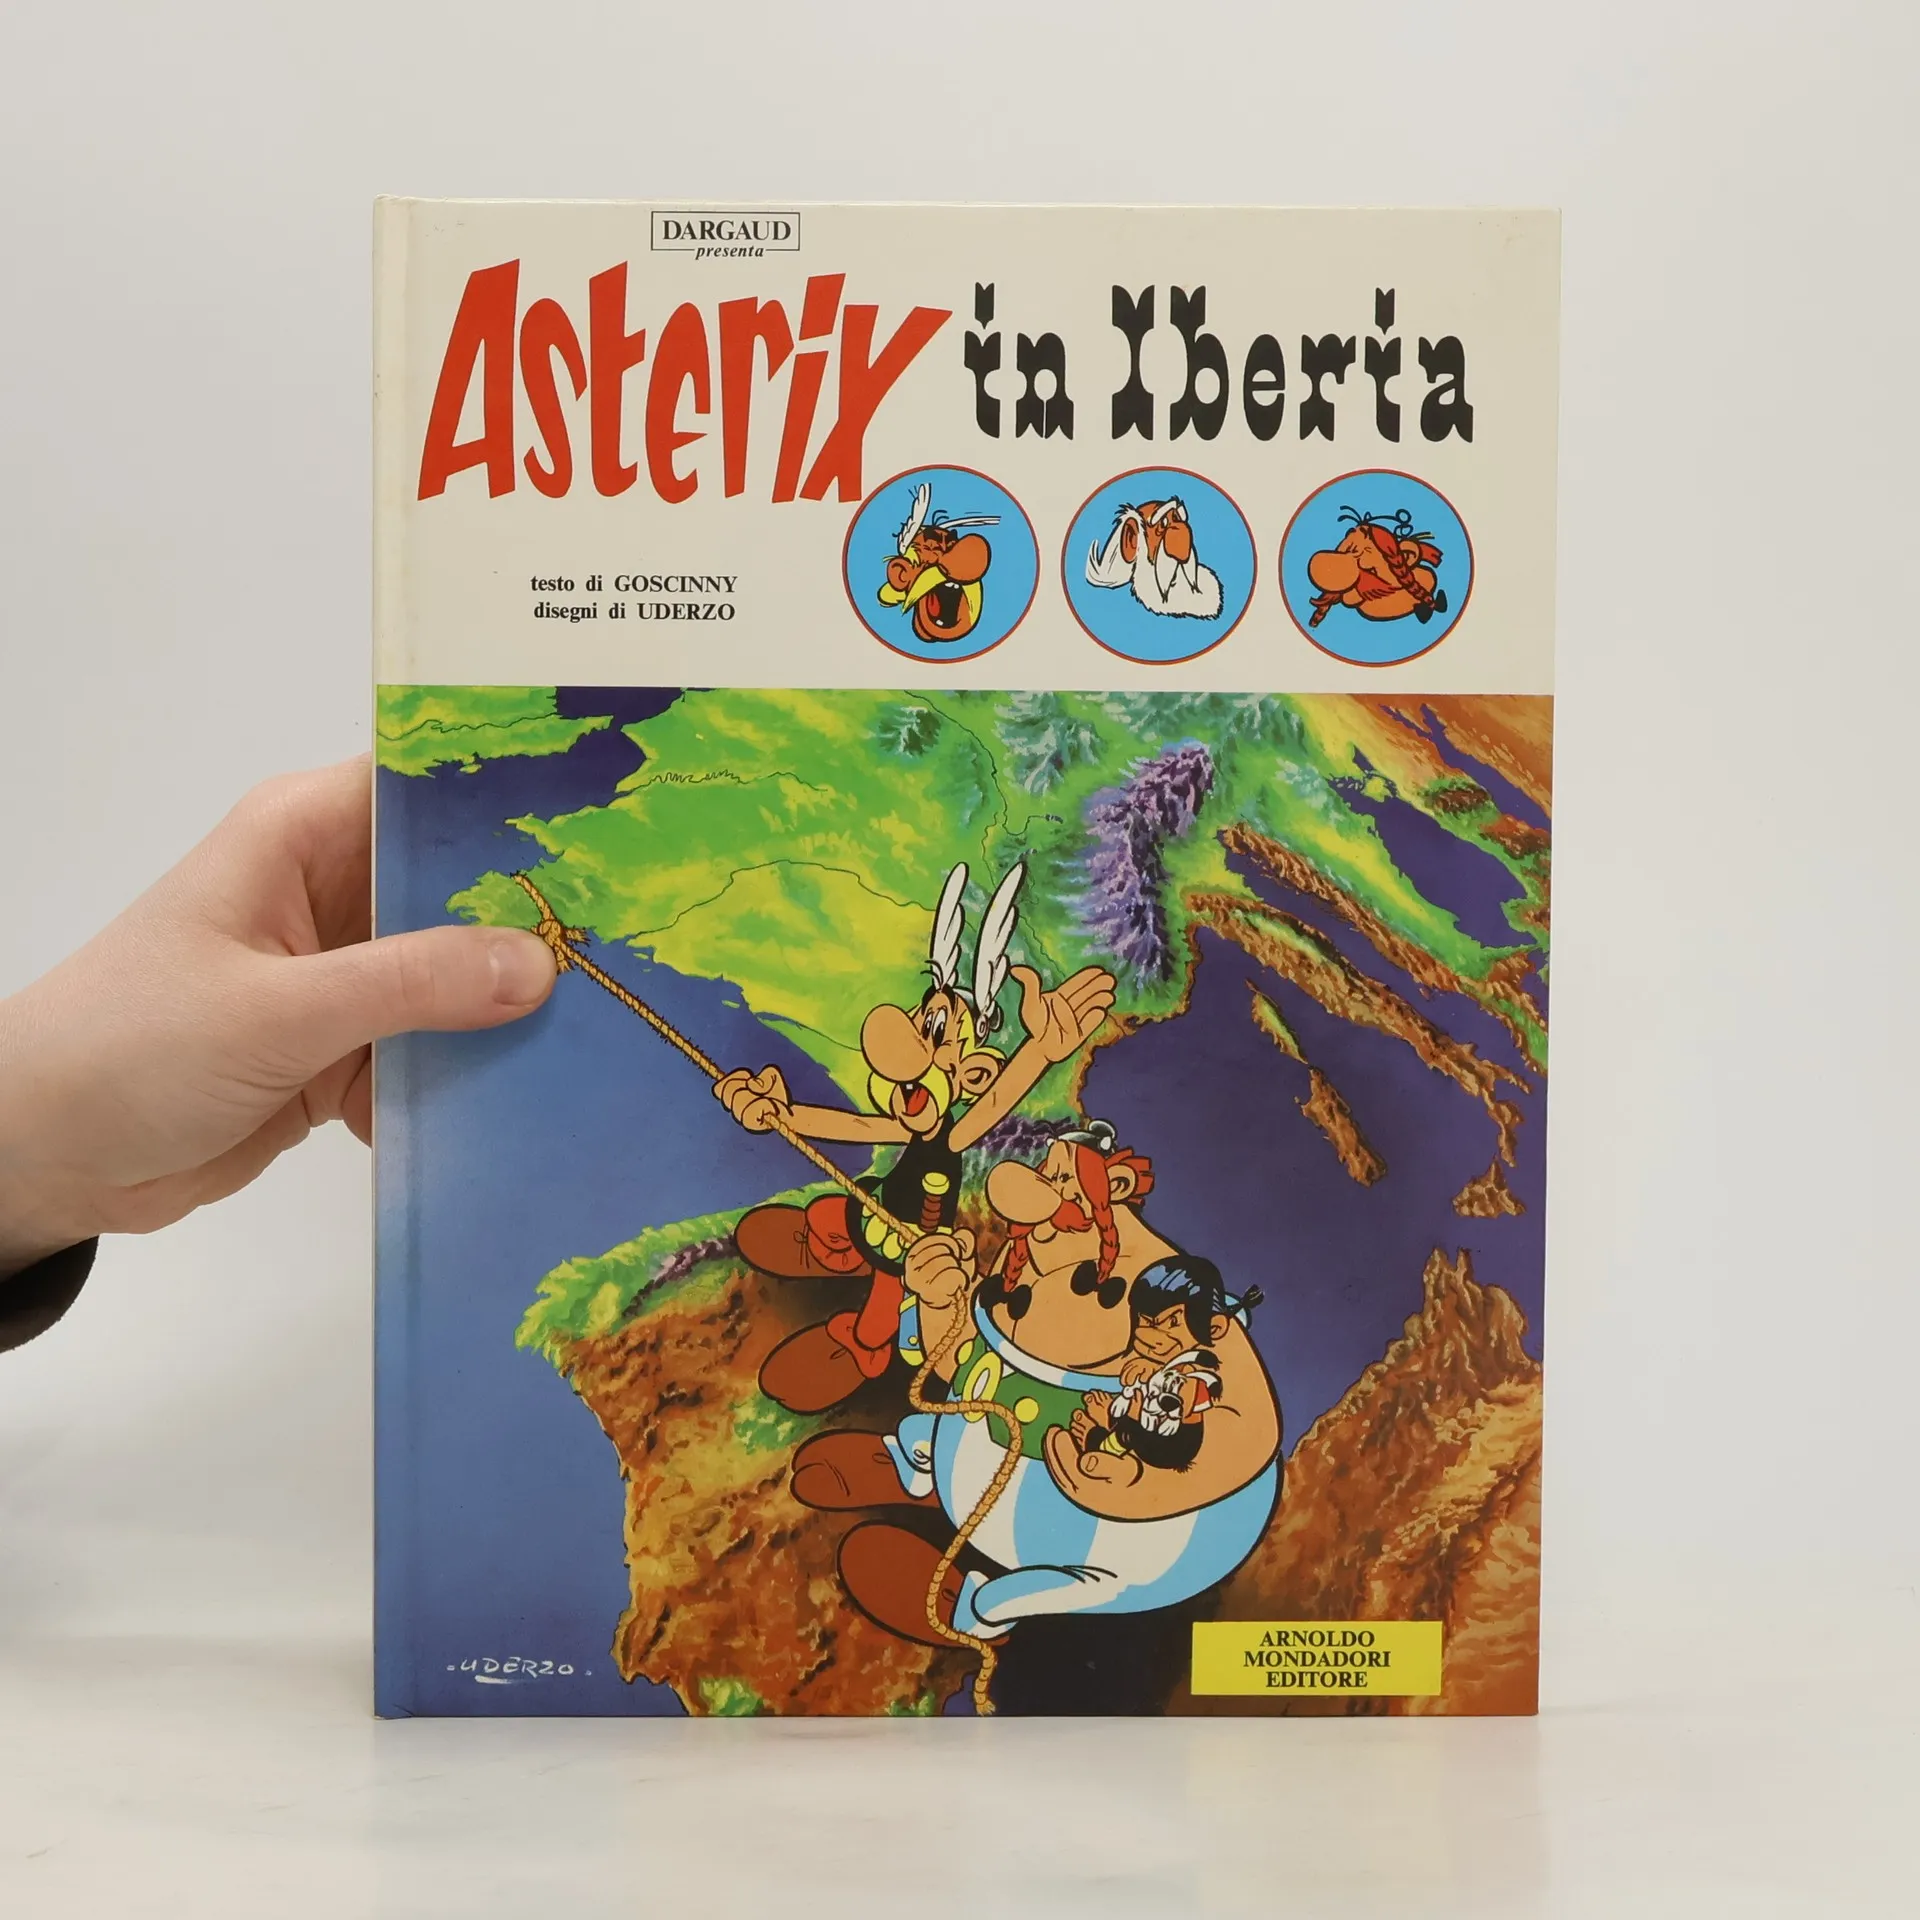 DARGAUD
presenta
Asterix in Iberia
testo di GOSCINNY
disegni di UDERZO
UDERZO
ARNOLDO
MONDADORI
EDITORE